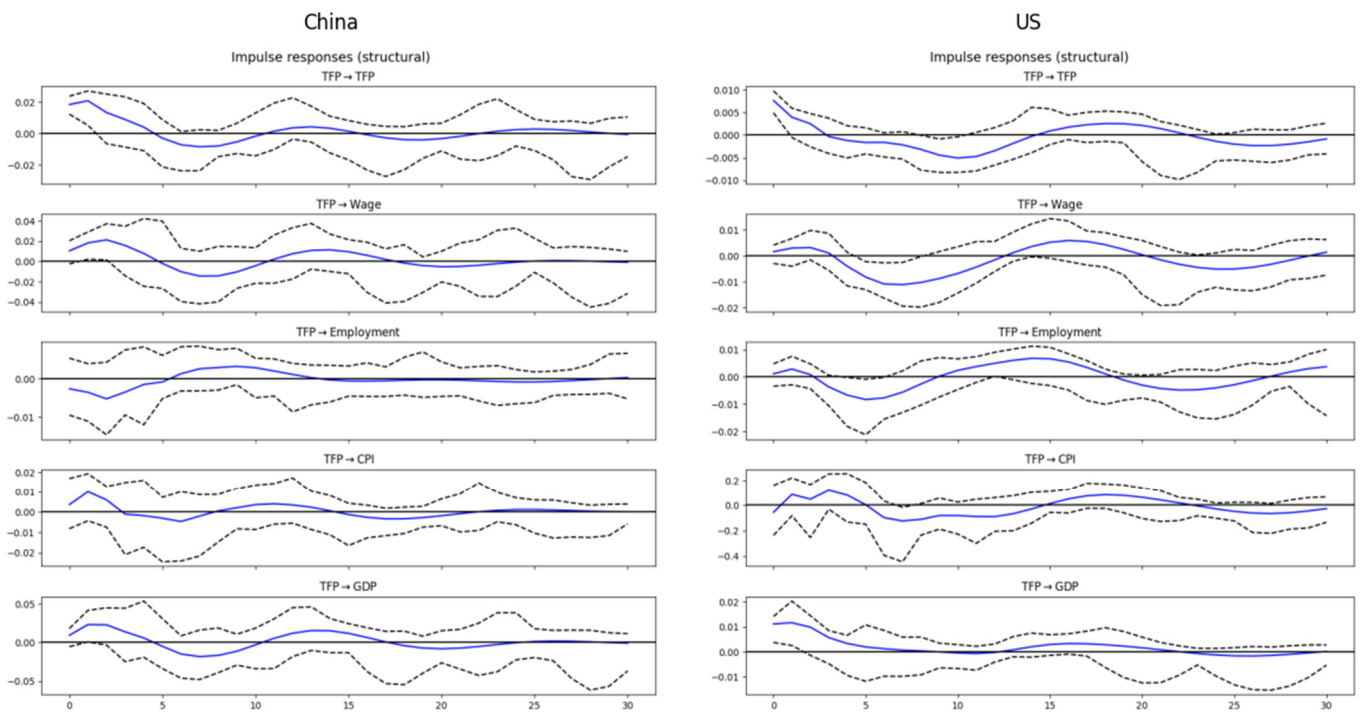 China
Impulse responses (structural)
TFP → TFP
0.02
0.00
−0.02
TFP → Wage
0.04
0.02
0.00
−0.02
−0.04
TFP → Employment
0.00
−0.01
TFP → CPI
0.02
0.01
0.00
−0.01
−0.02
TFP → GDP
0.05
0.00
−0.05
0 5 10 15 20 25 30
US
Impulse responses (structural)
TFP → TFP
0.010
0.005
0.000
−0.005
−0.010
TFP → Wage
0.01
0.00
−0.01
−0.02
TFP → Employment
0.01
0.00
−0.01
−0.02
TFP → CPI
0.2
0.0
−0.2
−0.4
TFP → GDP
0.02
0.01
0.00
−0.01
0 5 10 15 20 25 30